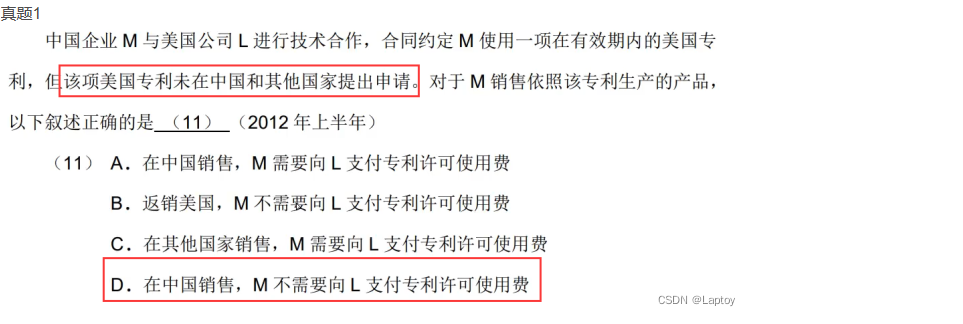 真题1
中国企业 M 与美国公司 L 进行技术合作，合同约定 M 使用一项在有效期内的美国专
利，但该项美国专利未在中国和其他国家提出申请。对于 M 销售依照该专利生产的产品，
以下叙述正确的是 （11） （2012 年上半年）
（11） A．在中国销售，M 需要向 L 支付专利许可使用费
B．返销美国，M 不需要向 L 支付专利许可使用费
C．在其他国家销售，M 需要向 L 支付专利许可使用费
D．在中国销售，M 不需要向 L 支付专利许可使用费
CSDN @Laptoy